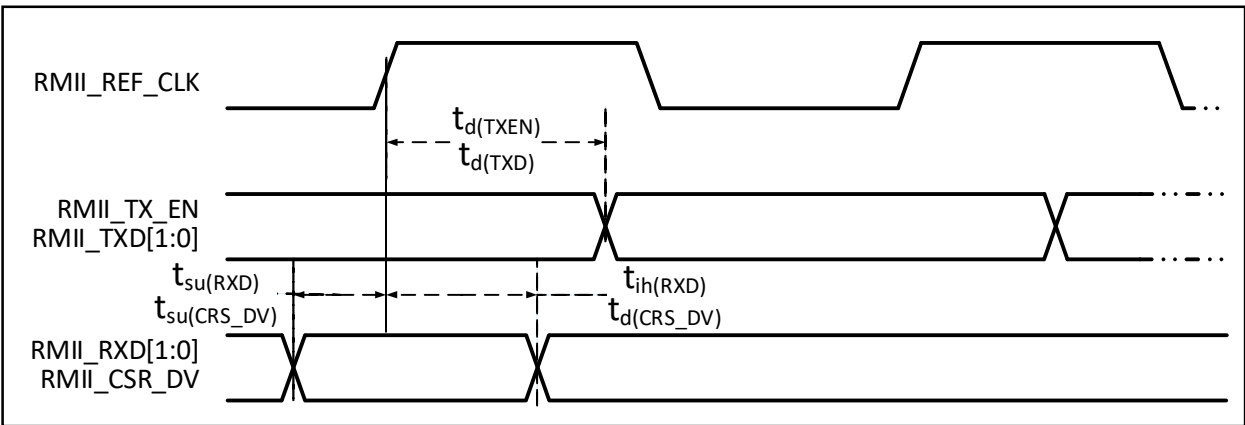 RMII_REF_CLK
td(TXEN)
td(TXD)
RMII_TX_EN
RMII_TXD[1:0]
tsu(RXD)
tih(RXD)
tsu(CRS_DV)
td(CRS_DV)
RMII_RXD[1:0]
RMII_CSR_DV